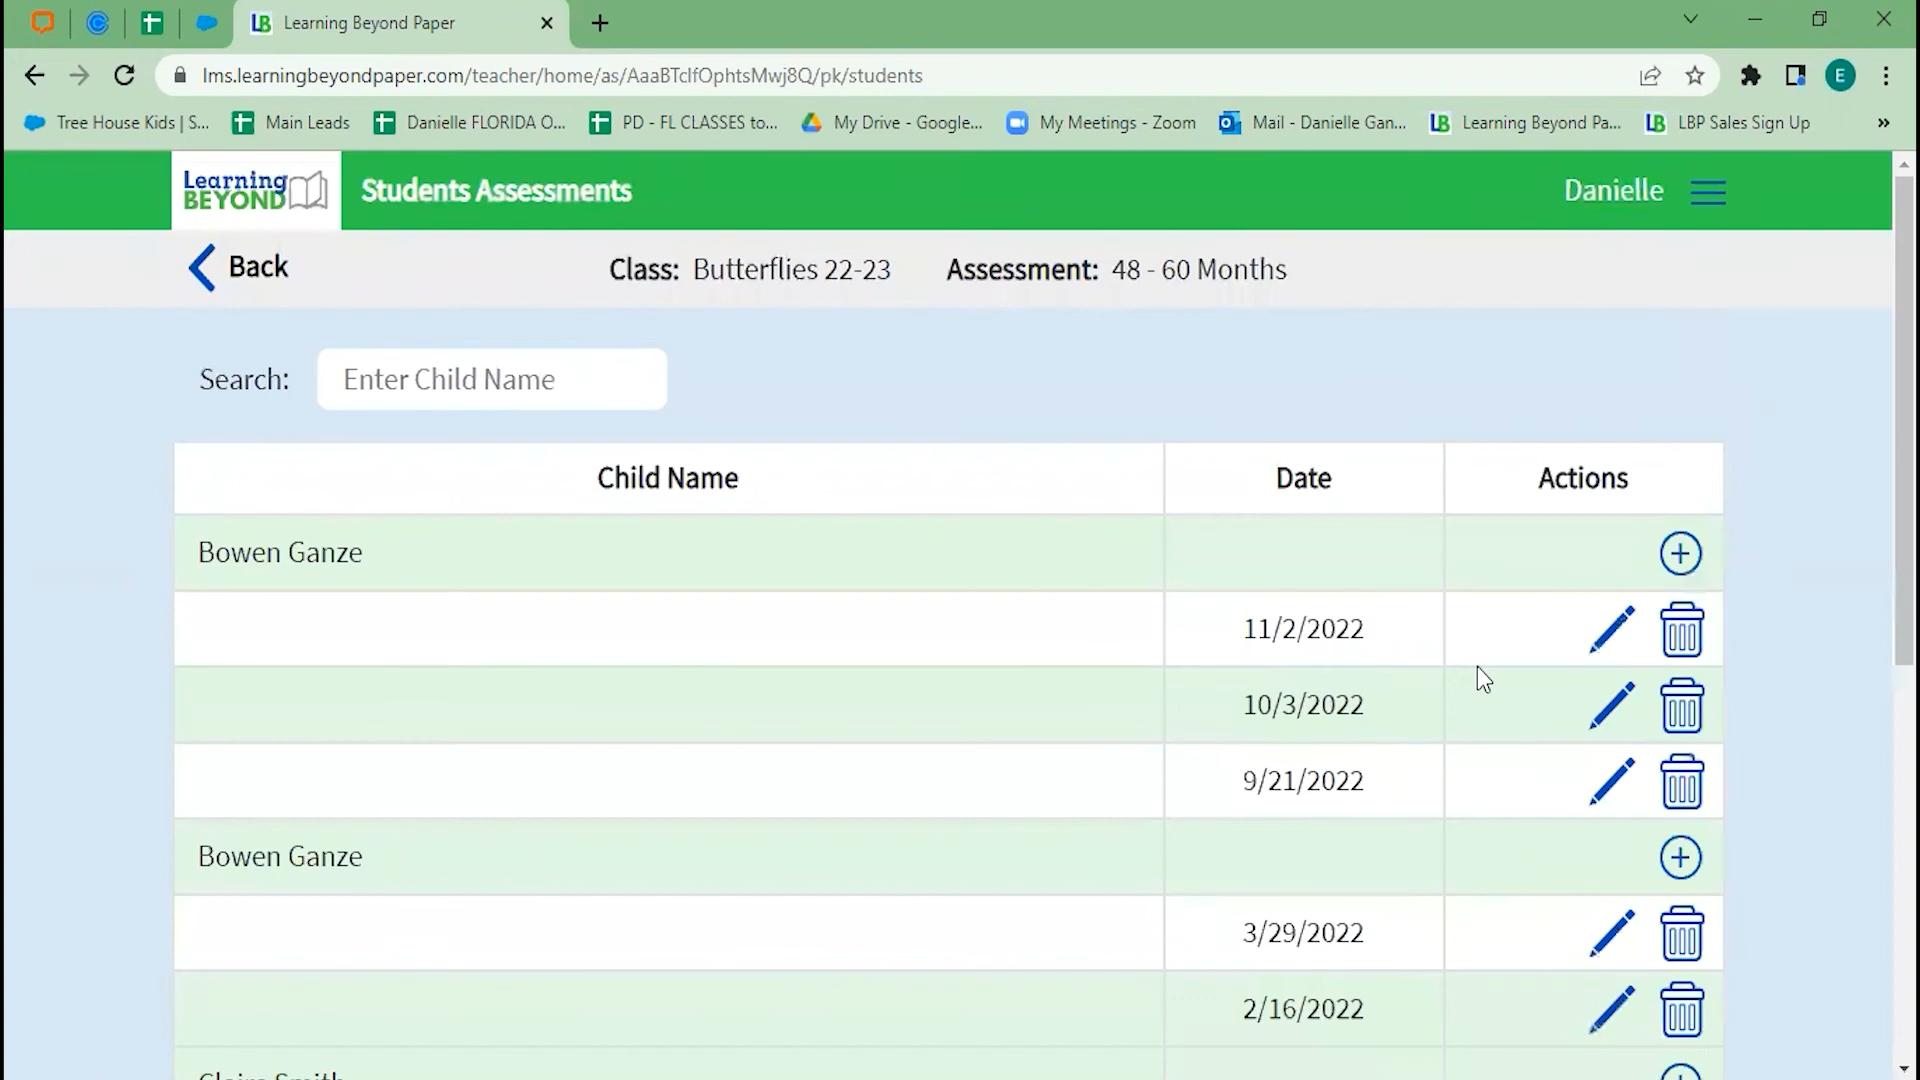 Learning Beyond Paper
lms.learningbeyondpaper.com/teacher/home/as/AaaBTclfOphtsMwj8Q/pk/students
E
Tree House Kids | S...
Main Leads
Danielle FLORIDA O...
PD - FL CLASSES to...
My Drive - Google...
My Meetings - Zoom
Mail - Danielle Gan...
Learning Beyond Pa...
LBP Sales Sign Up
Learning
BEYOND
Students Assessments
Danielle
Back
Class: Butterflies 22-23
Assessment: 48 - 60 Months
Search: Enter Child Name
Child Name Date Actions
Bowen Ganze
11/2/2022
10/3/2022
9/21/2022
Bowen Ganze
3/29/2022
2/16/2022
Claire Smith